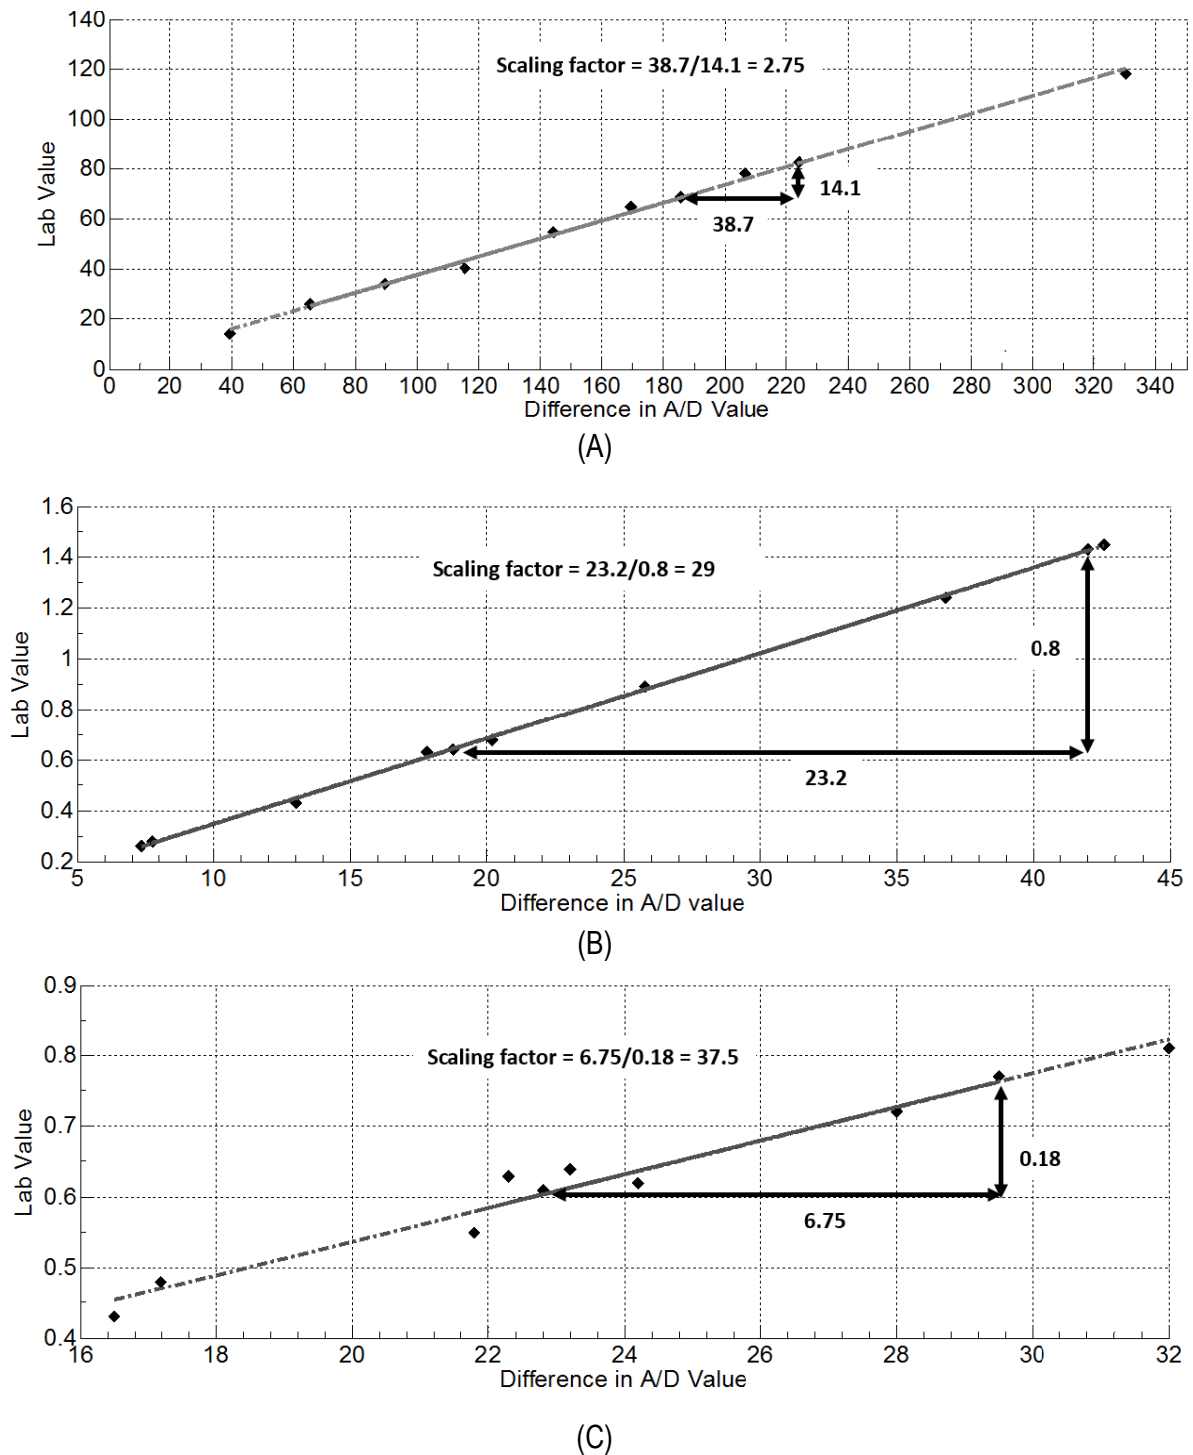 140
120
100
80
60
40
20
0
Lab Value
Scaling factor = 38.7/14.1 = 2.75
14.1
38.7
0 20 40 60 80 100 120 140 160 180 200 220 240 260 280 300 320 340
Difference in A/D Value
(A)
1.6
1.4
1.2
1
0.8
0.6
0.4
0.2
Lab Value
Scaling factor = 23.2/0.8 = 29
0.8
23.2
5 10 15 20 25 30 35 40 45
Difference in A/D value
(B)
0.9
0.8
0.7
0.6
0.5
0.4
Lab Value
Scaling factor = 6.75/0.18 = 37.5
0.18
6.75
16 18 20 22 24 26 28 30 32
Difference in A/D Value
(C)